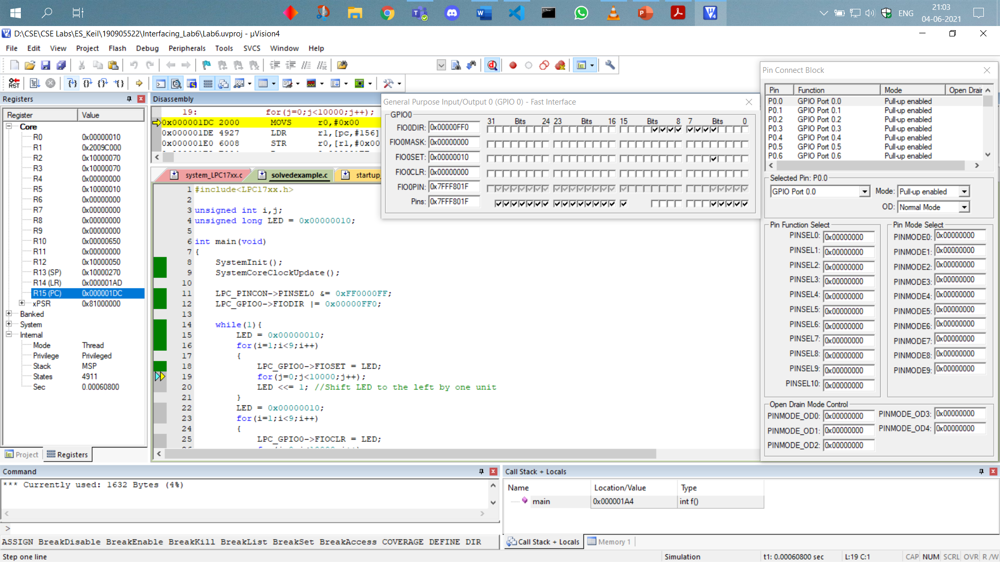 ENG
21:03
04-06-2021
D:\CSE\CSE Labs\ES_Keil\190905522\Interfacing_Lab6\Lab6.uvproj - µVision4
File Edit View Project Flash Debug Peripherals Tools SVCS Window Help
RST
Registers
Register Value
Core
R0 0x00000010
R1 0x2009C000
R2 0x10000070
R3 0x10000070
R4 0x00000000
R5 0x10000010
R6 0x00000000
R7 0x00000000
R8 0x00000000
R9 0x00000000
R10 0x00000650
R11 0x00000000
R12 0x10000050
R13 (SP) 0x10000270
R14 (LR) 0x000001AD
R15 (PC) 0x000001DC
xPSR 0x81000000
Banked
System
Internal
Mode Thread
Privilege Privileged
Stack MSP
States 4911
Sec 0.00060800
Project Registers
Disassembly
19: for(j=0;j<10000;j++);
0x000001DC 2000 MOVS r0,#0x00
0x000001DE 4927 LDR r1,[pc,#156]
0x000001E0 6008 STR r0,[r1,#0x00
system_LPC17xx.c solvedexample.c startup_
1 #include<LPC17xx.h>
2
3 unsigned int i,j;
4 unsigned long LED = 0x00000010;
5
6 int main(void)
7 {
8 SystemInit();
9 SystemCoreClockUpdate();
10
11 LPC_PINCON->PINSEL0 &= 0xFF0000FF;
12 LPC_GPIO0->FIODIR |= 0x00000FF0;
13
14 while(1){
15 LED = 0x00000010;
16 for(i=1;i<9;i++)
17 {
18 LPC_GPIO0->FIOSET = LED;
19 for(j=0;j<10000;j++);
20 LED <<= 1; //Shift LED to the left by one unit
21 }
22 LED = 0x00000010;
23 for(i=1;i<9;i++)
24 {
25 LPC_GPIO0->FIOCLR = LED;
General Purpose Input/Output 0 (GPIO 0) - Fast Interface
GPIO0
31 Bits 24 23 Bits 16 15 Bits 8 7 Bits 0
FIO0DIR: 0x00000FF0
FIO0MASK: 0x00000000
FIO0SET: 0x00000010
FIO0CLR: 0x00000000
FIO0PIN: 0x7FFF801F
Pins: 0x7FFF801F
Pin Connect Block
Pin Function Mode Open Drain
P0.0 GPIO Port 0.0 Pull-up enabled
P0.1 GPIO Port 0.1 Pull-up enabled
P0.2 GPIO Port 0.2 Pull-up enabled
P0.3 GPIO Port 0.3 Pull-up enabled
P0.4 GPIO Port 0.4 Pull-up enabled
P0.5 GPIO Port 0.5 Pull-up enabled
P0.6 GPIO Port 0.6 Pull-up enabled
Selected Pin: P0.0
GPIO Port 0.0 Mode: Pull-up enabled
OD: Normal Mode
Pin Function Select
PINSEL0: 0x00000000
PINSEL1: 0x00000000
PINSEL2: 0x00000000
PINSEL3: 0x00000000
PINSEL4: 0x00000000
PINSEL5: 0x00000000
PINSEL6: 0x00000000
PINSEL7: 0x00000000
PINSEL8: 0x00000000
PINSEL9: 0x00000000
PINSEL10: 0x00000000
Pin Mode Select
PINMODE0: 0x00000000
PINMODE1: 0x00000000
PINMODE2: 0x00000000
PINMODE3: 0x00000000
PINMODE4: 0x00000000
PINMODE5: 0x00000000
PINMODE6: 0x00000000
PINMODE7: 0x00000000
PINMODE8: 0x00000000
PINMODE9: 0x00000000
Open Drain Mode Control
PINMODE_OD0: 0x00000000 PINMODE_OD3: 0x00000000
PINMODE_OD1: 0x00000000 PINMODE_OD4: 0x00000000
PINMODE_OD2: 0x00000000
Command
*** Currently used: 1632 Bytes (4%)
>
ASSIGN BreakDisable BreakEnable BreakKill BreakList BreakSet BreakAccess COVERAGE DEFINE DIR
Call Stack + Locals
Name Location/Value Type
main 0x000001A4 int f()
Call Stack + Locals Memory 1
Step one line Simulation t1: 0.00060800 sec L:19 C:1 CAP NUM SCRL OVR R/W